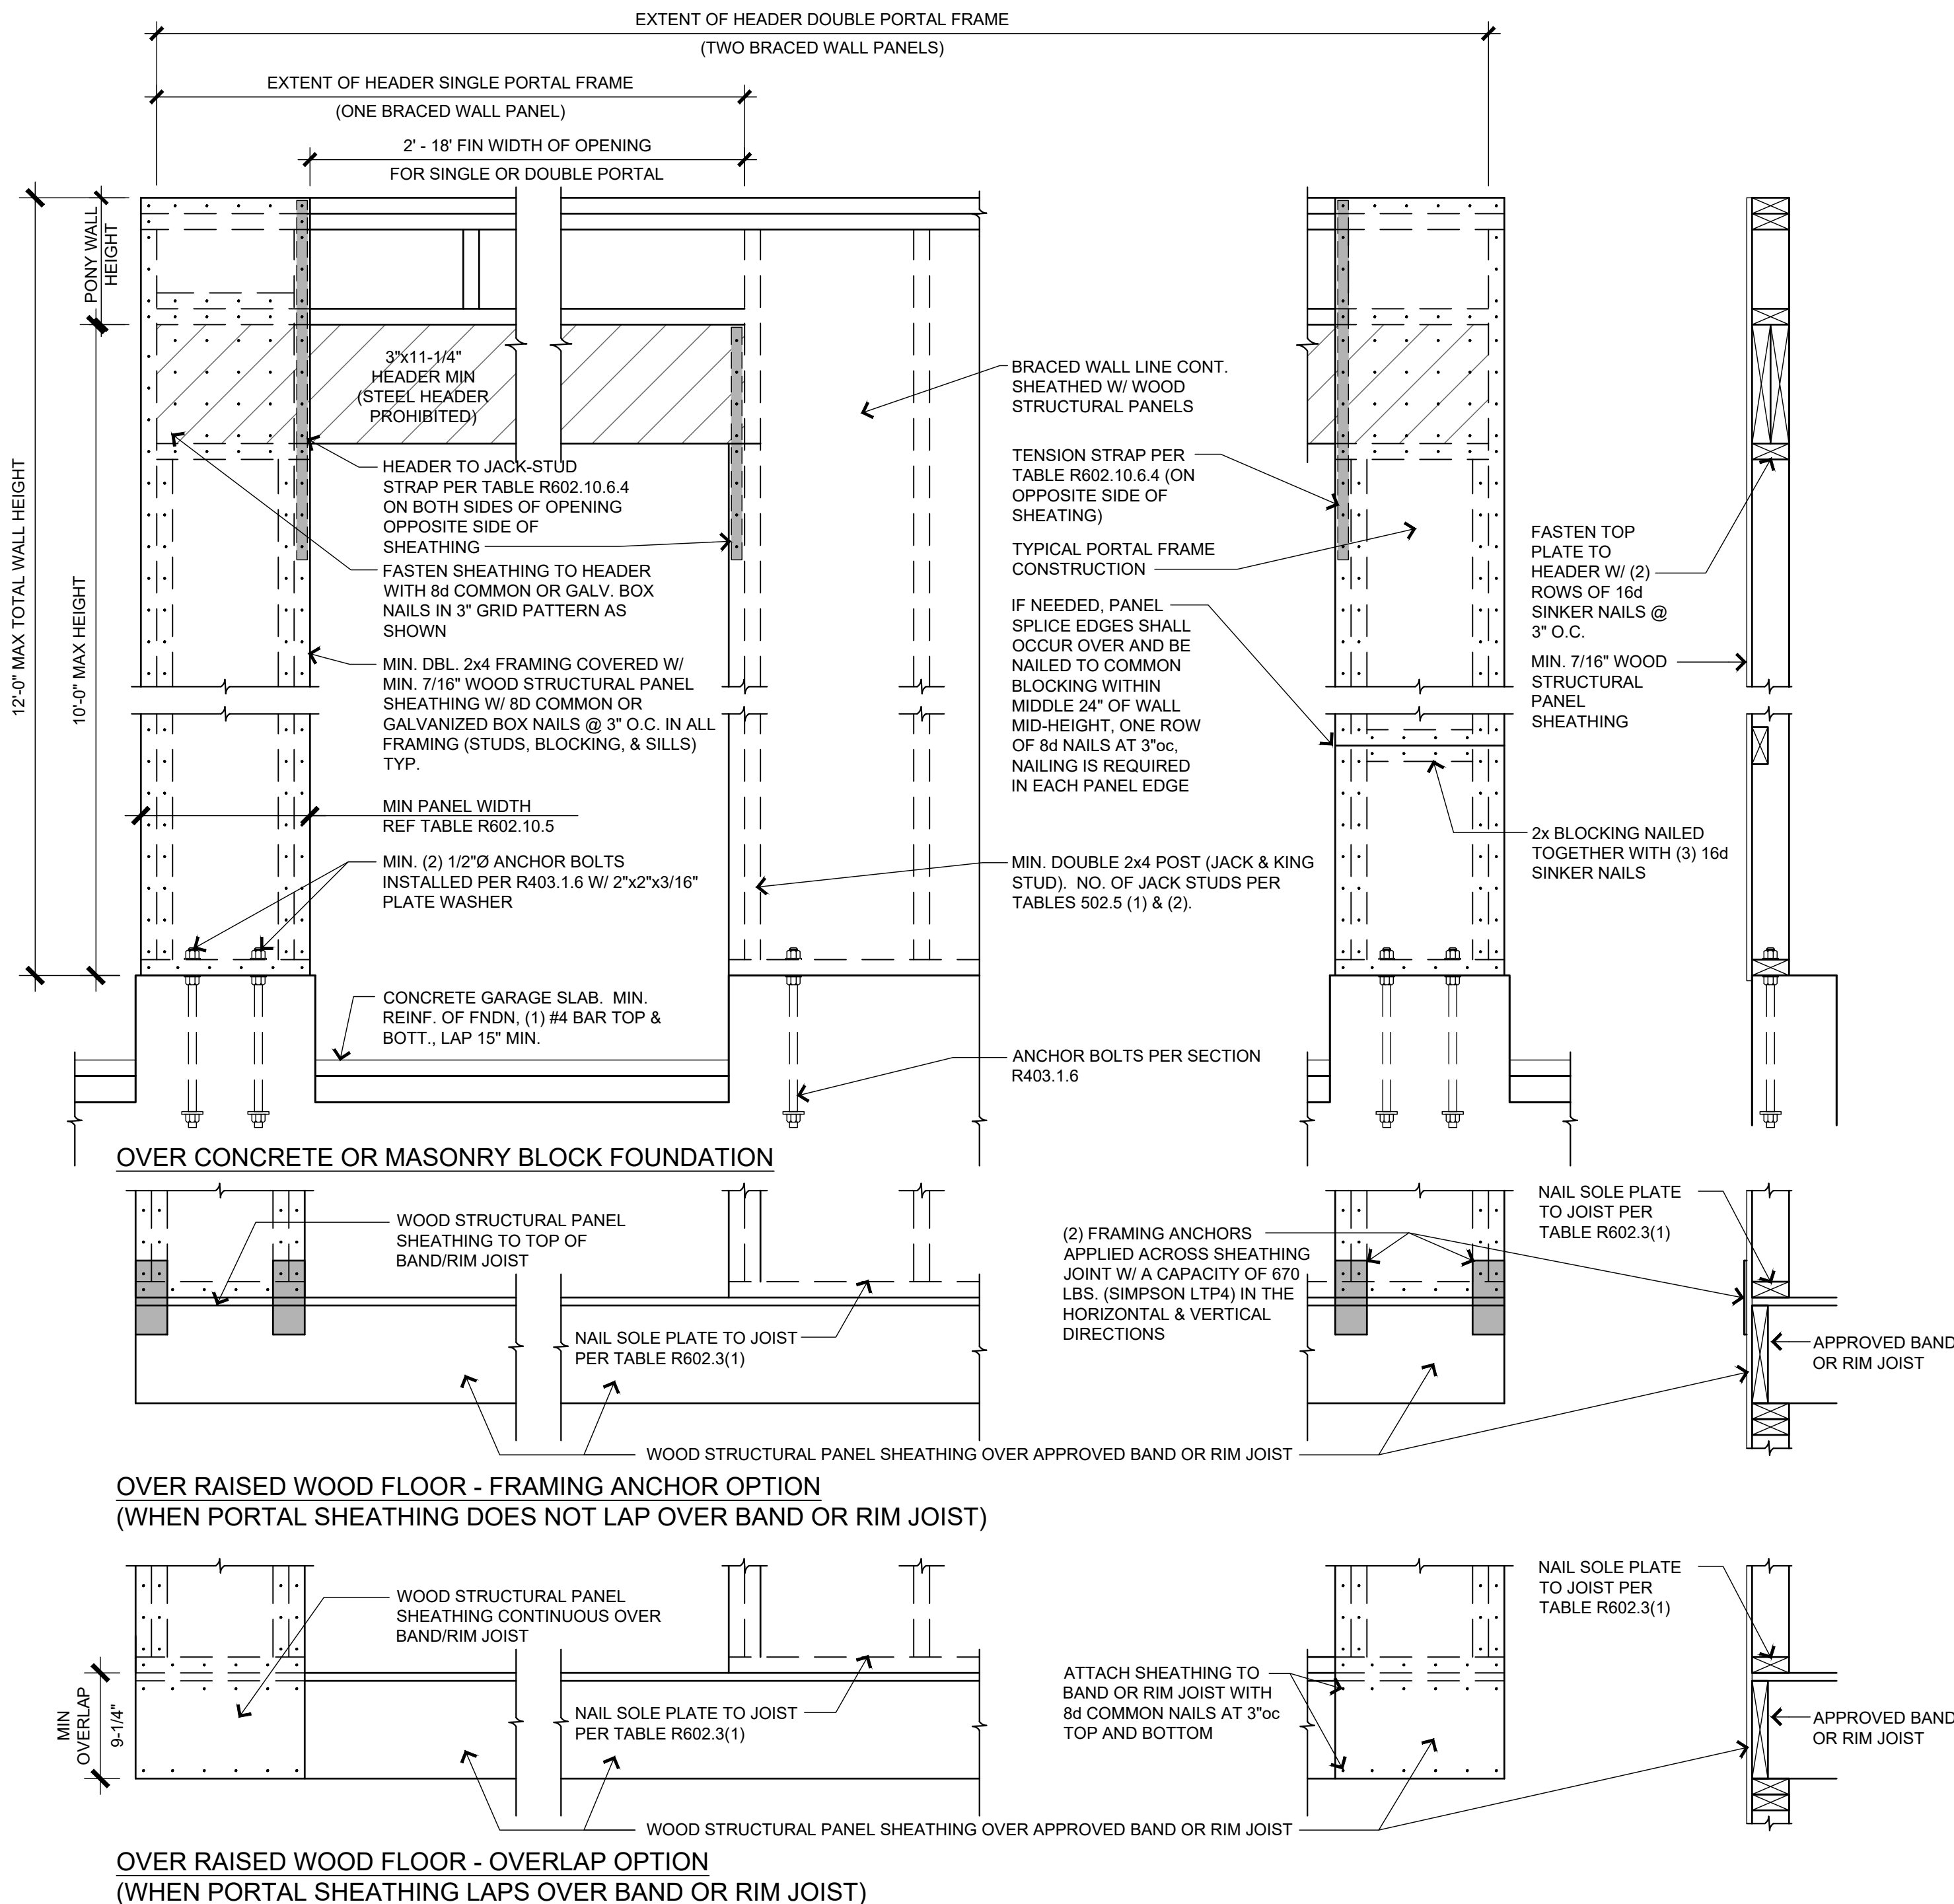 EXTENT OF HEADER DOUBLE PORTAL FRAME
(TWO BRACED WALL PANELS)
EXTENT OF HEADER SINGLE PORTAL FRAME
(ONE BRACED WALL PANEL)
2' - 18' FIN WIDTH OF OPENING
FOR SINGLE OR DOUBLE PORTAL
12'-0" MAX TOTAL WALL HEIGHT
PONY WALL
HEIGHT
10'-0" MAX HEIGHT
3"x11-1/4"
HEADER MIN
(STEEL HEADER
PROHIBITED)
HEADER TO JACK-STUD
STRAP PER TABLE R602.10.6.4
ON BOTH SIDES OF OPENING
OPPOSITE SIDE OF
SHEATHING
FASTEN SHEATHING TO HEADER
WITH 8d COMMON OR GALV. BOX
NAILS IN 3" GRID PATTERN AS
SHOWN
MIN. DBL. 2x4 FRAMING COVERED W/
MIN. 7/16" WOOD STRUCTURAL PANEL
SHEATHING W/ 8D COMMON OR
GALVANIZED BOX NAILS @ 3" O.C. IN ALL
FRAMING (STUDS, BLOCKING, & SILLS)
TYP.
MIN PANEL WIDTH
REF TABLE R602.10.5
MIN. (2) 1/2"Ø ANCHOR BOLTS
INSTALLED PER R403.1.6 W/ 2"x2"x3/16"
PLATE WASHER
CONCRETE GARAGE SLAB. MIN.
REINF. OF FNDN, (1) #4 BAR TOP &
BOTT., LAP 15" MIN.
BRACED WALL LINE CONT.
SHEATHED W/ WOOD
STRUCTURAL PANELS
TENSION STRAP PER
TABLE R602.10.6.4 (ON
OPPOSITE SIDE OF
SHEATING)
TYPICAL PORTAL FRAME
CONSTRUCTION
IF NEEDED, PANEL
SPLICE EDGES SHALL
OCCUR OVER AND BE
NAILED TO COMMON
BLOCKING WITHIN
MIDDLE 24" OF WALL
MID-HEIGHT, ONE ROW
OF 8d NAILS AT 3"oc,
NAILING IS REQUIRED
IN EACH PANEL EDGE
MIN. DOUBLE 2x4 POST (JACK & KING
STUD). NO. OF JACK STUDS PER
TABLES 502.5 (1) & (2).
ANCHOR BOLTS PER SECTION
R403.1.6
FASTEN TOP
PLATE TO
HEADER W/ (2)
ROWS OF 16d
SINKER NAILS @
3" O.C.
MIN. 7/16" WOOD
STRUCTURAL
PANEL
SHEATHING
2x BLOCKING NAILED
TOGETHER WITH (3) 16d
SINKER NAILS
OVER CONCRETE OR MASONRY BLOCK FOUNDATION
WOOD STRUCTURAL PANEL
SHEATHING TO TOP OF
BAND/RIM JOIST
NAIL SOLE PLATE TO JOIST
PER TABLE R602.3(1)
(2) FRAMING ANCHORS
APPLIED ACROSS SHEATHING
JOINT W/ A CAPACITY OF 670
LBS. (SIMPSON LTP4) IN THE
HORIZONTAL & VERTICAL
DIRECTIONS
NAIL SOLE PLATE
TO JOIST PER
TABLE R602.3(1)
APPROVED BAND
OR RIM JOIST
WOOD STRUCTURAL PANEL SHEATHING OVER APPROVED BAND OR RIM JOIST
OVER RAISED WOOD FLOOR - FRAMING ANCHOR OPTION
(WHEN PORTAL SHEATHING DOES NOT LAP OVER BAND OR RIM JOIST)
WOOD STRUCTURAL PANEL
SHEATHING CONTINUOUS OVER
BAND/RIM JOIST
MIN
OVERLAP
9-1/4"
NAIL SOLE PLATE TO JOIST
PER TABLE R602.3(1)
ATTACH SHEATHING TO
BAND OR RIM JOIST WITH
8d COMMON NAILS AT 3"oc
TOP AND BOTTOM
NAIL SOLE PLATE
TO JOIST PER
TABLE R602.3(1)
APPROVED BAND
OR RIM JOIST
WOOD STRUCTURAL PANEL SHEATHING OVER APPROVED BAND OR RIM JOIST
OVER RAISED WOOD FLOOR - OVERLAP OPTION
(WHEN PORTAL SHEATHING LAPS OVER BAND OR RIM JOIST)